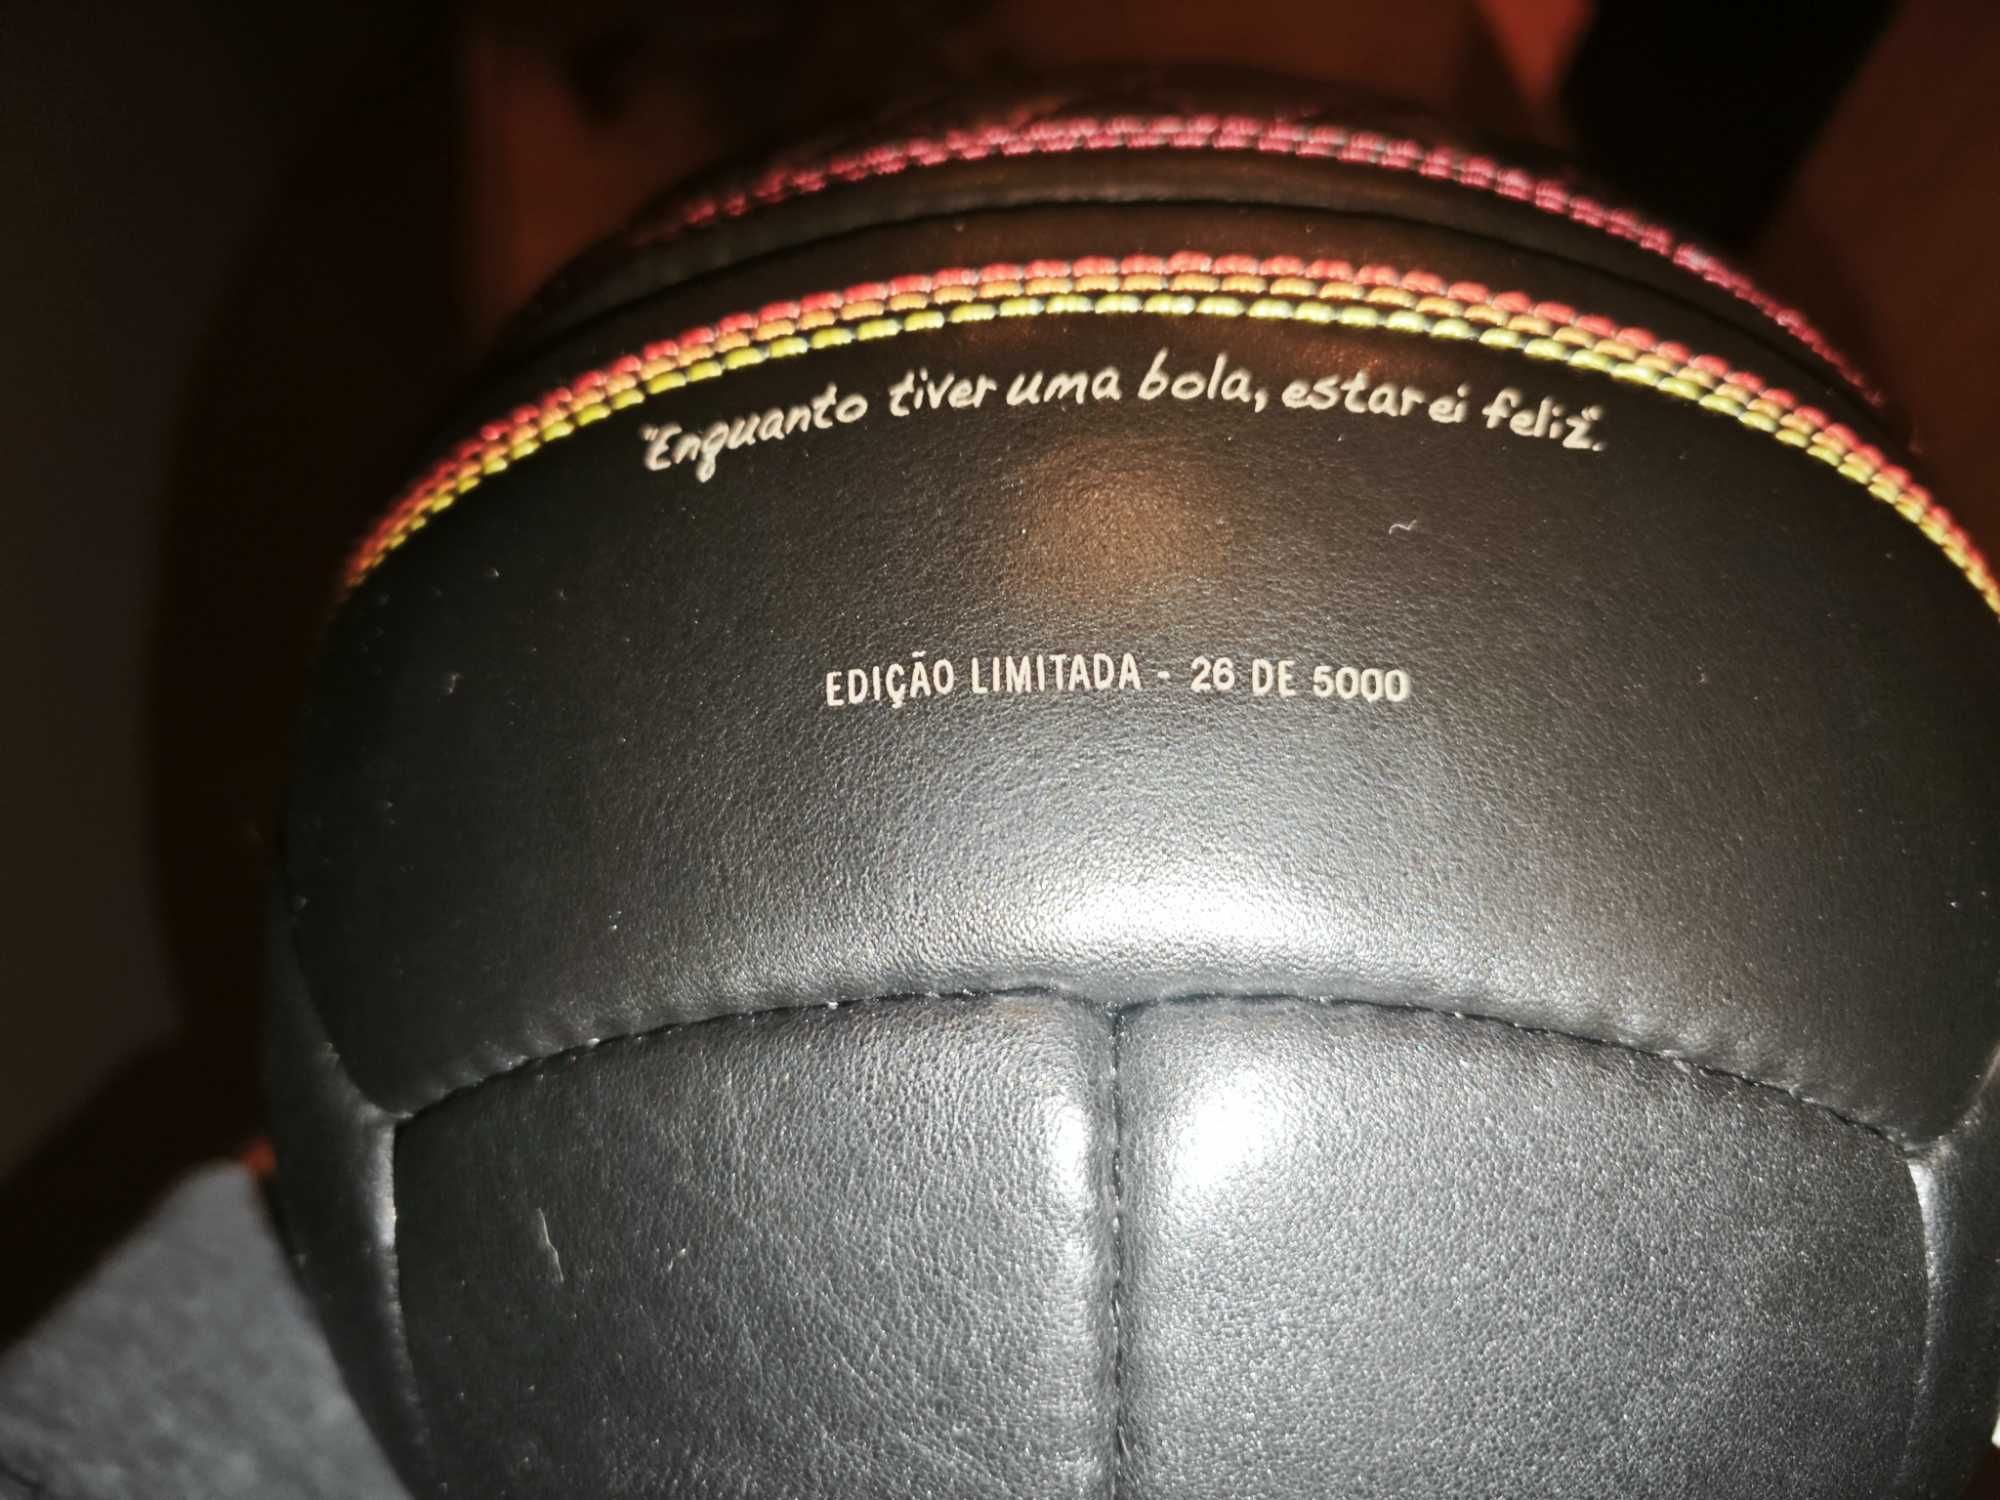 "Enquanto tiver uma bola, estarei feliz".
EDIÇÃO LIMITADA - 26 DE 5000